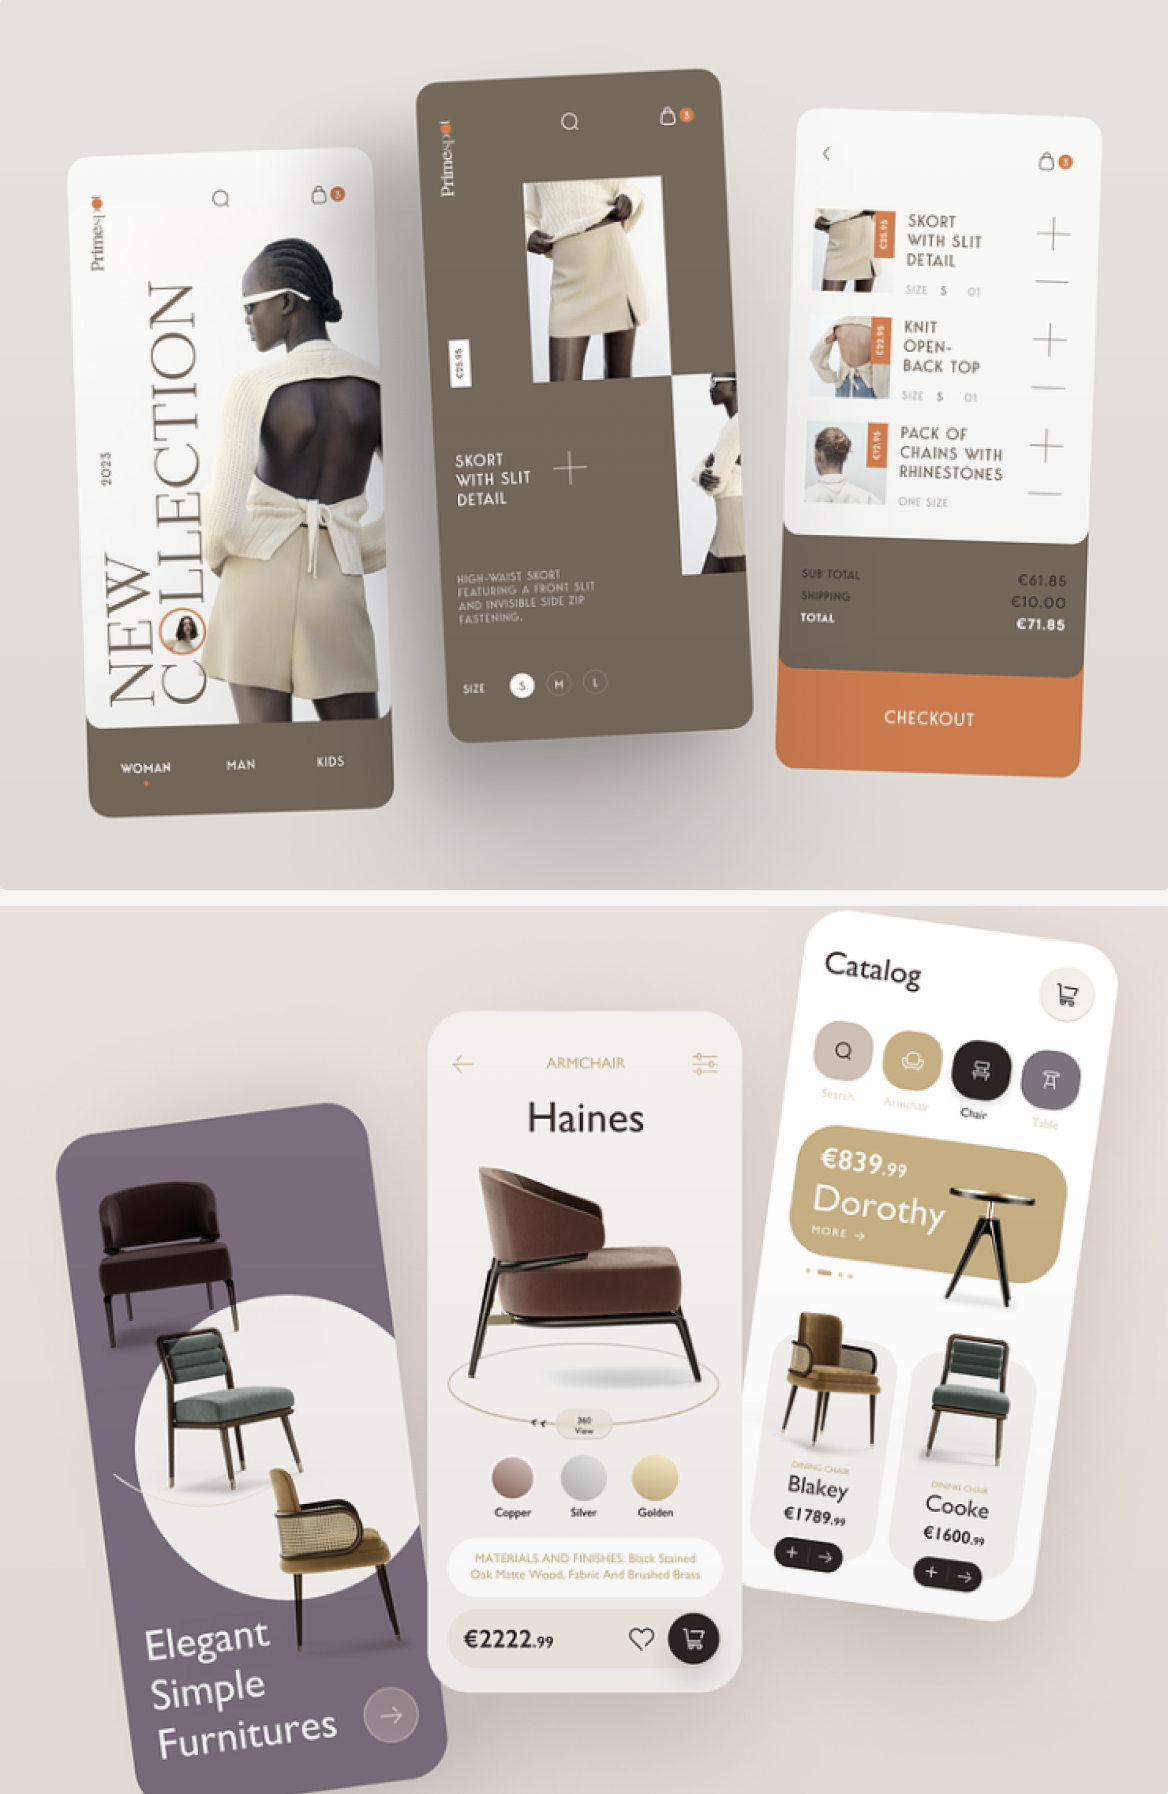 Primespot
3
2023
NEW
COLLECTION
WOMAN
MAN
KIDS
Primespot
3
€25.95
SKORT
WITH SLIT
DETAIL
HIGH-WAIST SKORT
FEATURING A FRONT SLIT
AND INVISIBLE SIDE ZIP
FASTENING.
SIZE
S
M
L
3
€25.95
SKORT
WITH SLIT
DETAIL
SIZE S 01
€22.95
KNIT
OPEN-
BACK TOP
SIZE S 01
€12.95
PACK OF
CHAINS WITH
RHINESTONES
ONE SIZE
SUB TOTAL €61.85
SHIPPING €10.00
TOTAL €71.85
CHECKOUT
Elegant
Simple
Furnitures
ARMCHAIR
Haines
360
View
Copper
Silver
Golden
MATERIALS AND FINISHES: Black Stained
Oak Matte Wood, Fabric And Brushed Brass
€2222.99
Catalog
Search
Armchair
Chair
Table
€839.99
Dorothy
MORE →
DINING CHAIR
Blakey
€1789.99
DINING CHAIR
Cooke
€1600.99